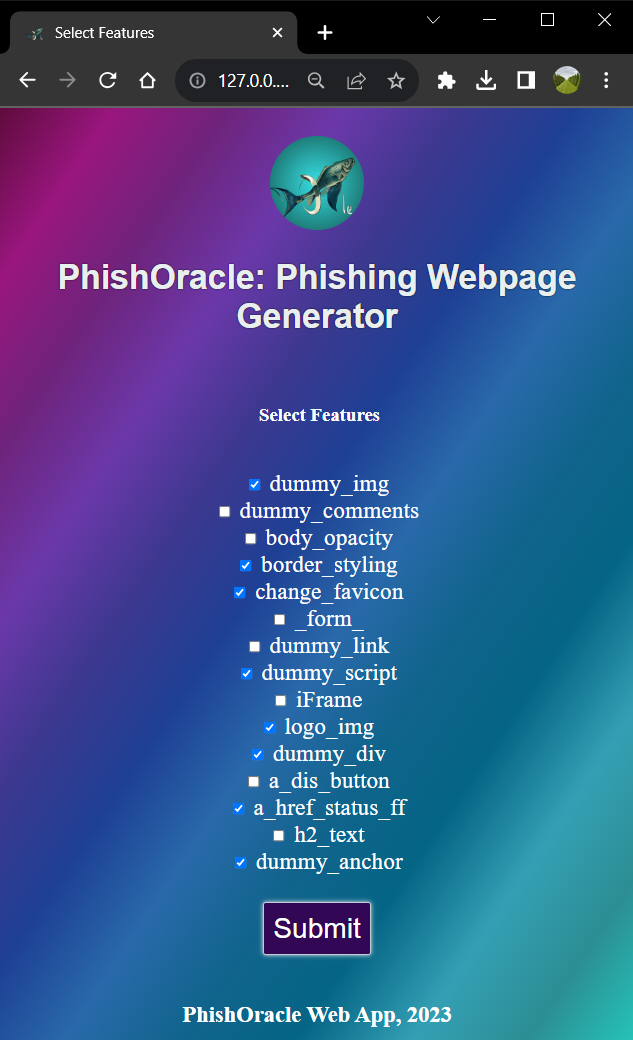 Select Features
127.0.0....
PhishOracle: Phishing Webpage
Generator
Select Features
dummy_img
dummy_comments
body_opacity
border_styling
change_favicon
_form_
dummy_link
dummy_script
iFrame
logo_img
dummy_div
a_dis_button
a_href_status_ff
h2_text
dummy_anchor
Submit
PhishOracle Web App, 2023